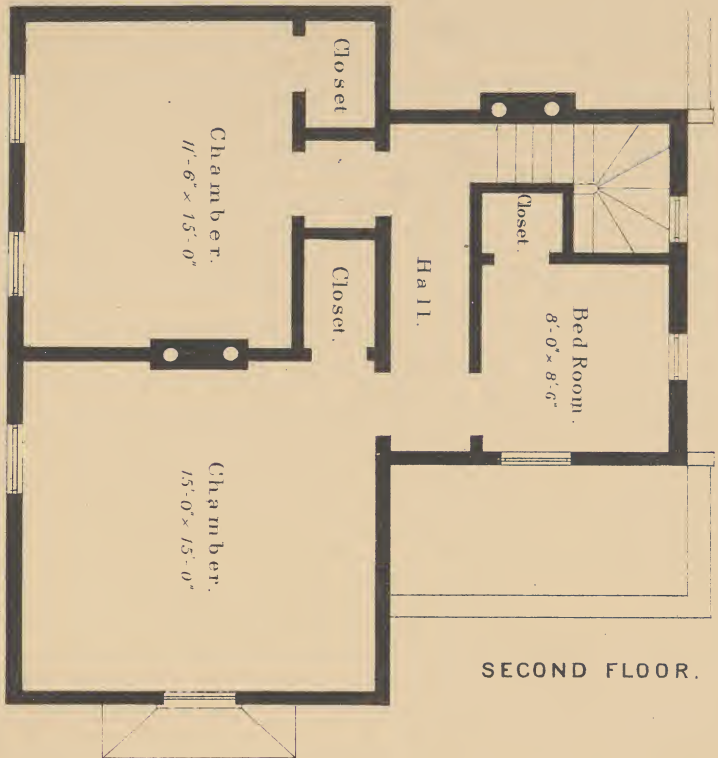 Closet
Chamber.
11'-6" × 15'-0"
Closet.
Hall.
Closet.
Bed Room.
8'-0" × 8'-6"
Chamber.
15'-0" × 15'-0"
SECOND FLOOR.